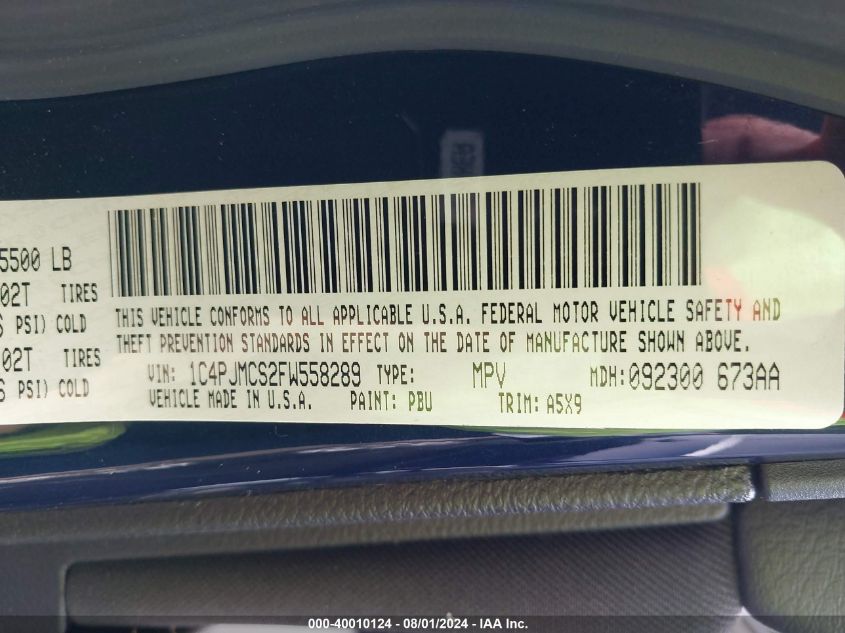 5500 LB
02T TIRES
PSI) COLD
02T TIRES
PSI) COLD
THIS VEHICLE CONFORMS TO ALL APPLICABLE U.S.A. FEDERAL MOTOR VEHICLE SAFETY AND
THEFT PREVENTION STANDARDS IN EFFECT ON THE DATE OF MANUFACTURE SHOWN ABOVE.
VIN: 1C4PJMCS2FW558289 TYPE: MPV MDH: 092300 673AA
VEHICLE MADE IN U.S.A. PAINT: PBU TRIM: A5X9
000-40010124 - 08/01/2024 - IAA Inc.